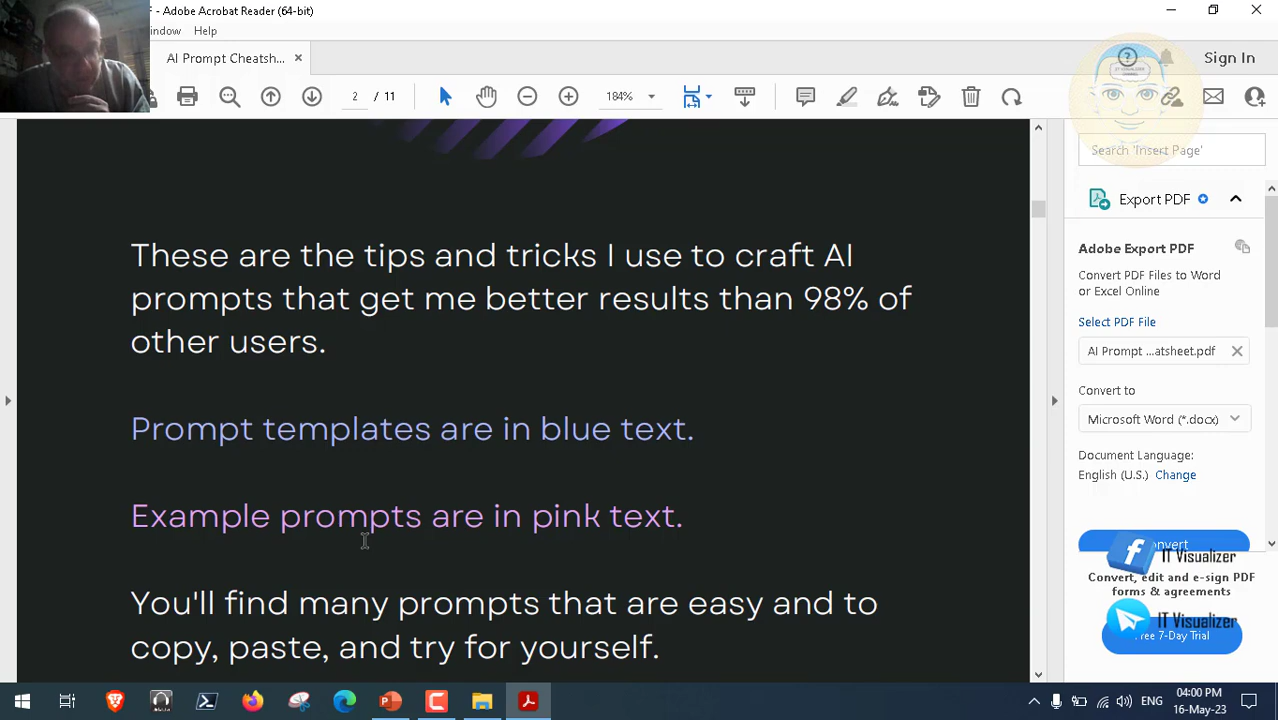 - Adobe Acrobat Reader (64-bit)
indow Help
AI Prompt Cheatsh...
Sign In
2 / 11
184%
Search 'Insert Page'
Export PDF
Adobe Export PDF
Convert PDF Files to Word
or Excel Online
Select PDF File
AI Prompt ...atsheet.pdf
Convert to
Microsoft Word (*.docx)
Document Language:
English (U.S.) Change
Convert, edit and e-sign PDF
forms & agreements
Free 7-Day Trial
IT Visualizer
IT Visualizer
These are the tips and tricks I use to craft AI
prompts that get me better results than 98% of
other users.
Prompt templates are in blue text.
Example prompts are in pink text.
You'll find many prompts that are easy and to
copy, paste, and try for yourself.
ENG
04:00 PM
16-May-23